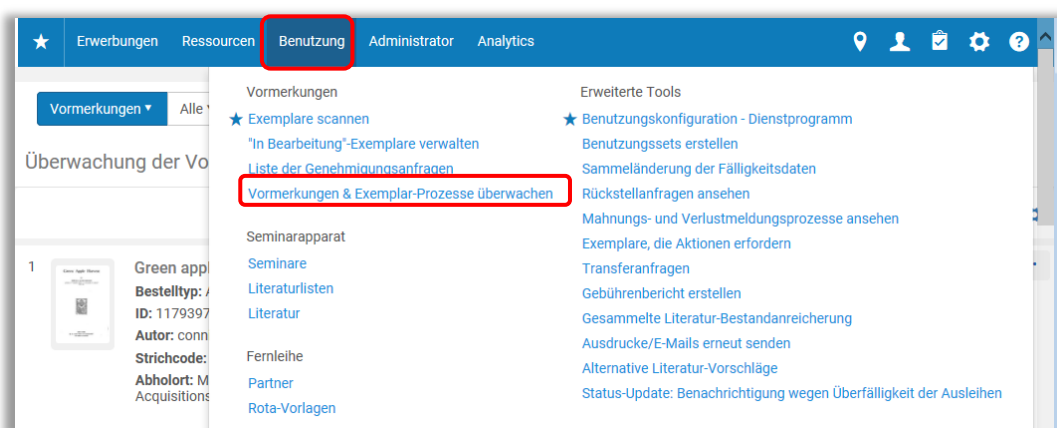 Erwerbungen Ressourcen Benutzung Administrator Analytics
Vormerkungen Alle
Überwachung der Vo
1
Green appl
Bestelltyp:
ID: 1179397
Autor: conn
Strichcode:
Abholort: M
Acquisitions
Vormerkungen
Exemplare scannen
"In Bearbeitung"-Exemplare verwalten
Liste der Genehmigungsanfragen
Vormerkungen & Exemplar-Prozesse überwachen
Seminarapparat
Seminare
Literaturlisten
Literatur
Fernleihe
Partner
Rota-Vorlagen
Erweiterte Tools
Benutzungskonfiguration - Dienstprogramm
Benutzungssets erstellen
Sammeländerung der Fälligkeitsdaten
Rückstellanfragen ansehen
Mahnungs- und Verlustmeldungsprozesse ansehen
Exemplare, die Aktionen erfordern
Transferanfragen
Gebührenbericht erstellen
Gesammelte Literatur-Bestandanreicherung
Ausdrucke/E-Mails erneut senden
Alternative Literatur-Vorschläge
Status-Update: Benachrichtigung wegen Überfälligkeit der Ausleihen